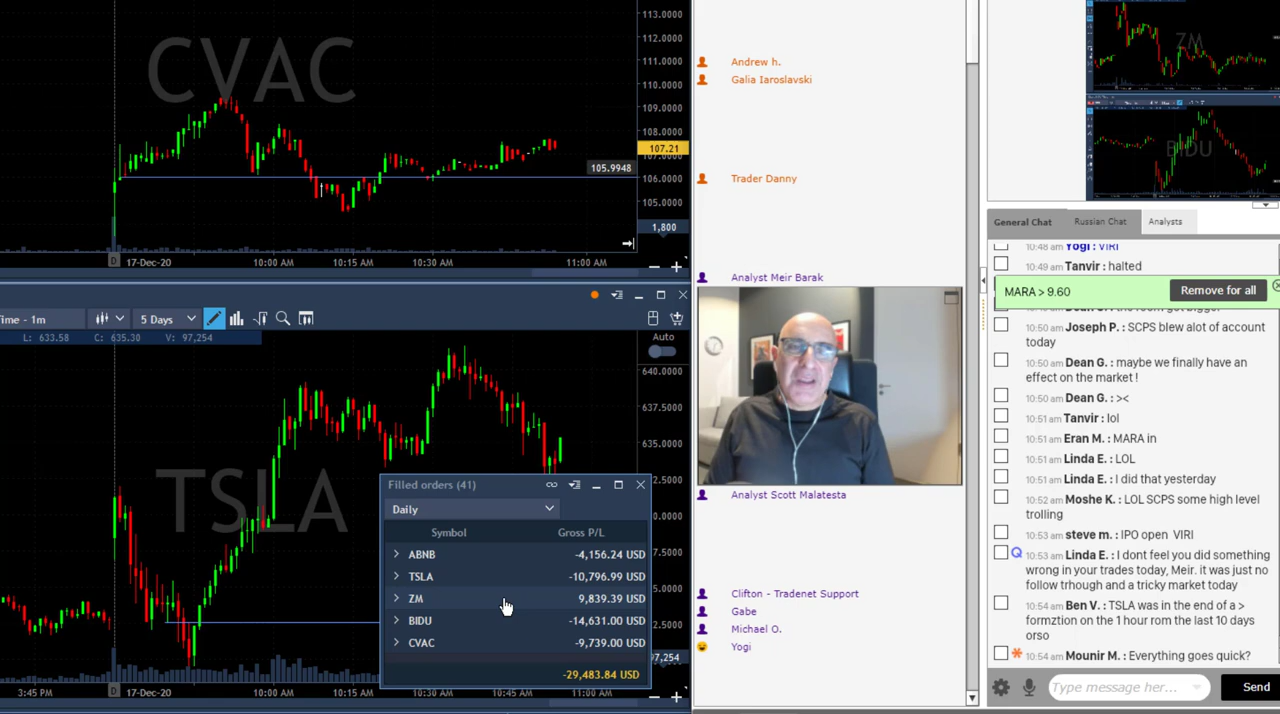 CVAC
113.0000
112.0000
111.0000
110.0000
109.0000
108.0000
107.21
105.9948
106.0000
105.0000
1,800
D 17-Dec-20 10:00 AM 10:15 AM 10:30 AM 11:00 AM
Time - 1m
5 Days
L: 633.58 C: 635.30 V: 97,254
Auto
TSLA
640.0000
637.5000
635.0000
97,254
3:45 PM D 17-Dec-20 10:00 AM 10:15 AM 10:30 AM 10:45 AM 11:00 AM
Filled orders (41)
Daily
Symbol Gross P/L
ABNB -4,156.24 USD
TSLA -10,796.99 USD
ZM 9,839.39 USD
BIDU -14,631.00 USD
CVAC -9,739.00 USD
-29,483.84 USD
Andrew h.
Galia Iaroslavski
Trader Danny
Analyst Meir Barak
Analyst Scott Malatesta
Clifton - Tradenet Support
Gabe
Michael O.
Yogi
ZM
BIDU
General Chat Russian Chat Analysts
10:48 am Yogi : VIRI
10:49 am Tanvir : halted
MARA > 9.60 Remove for all
10:50 am Joseph P. : SCPS blew alot of account
today
10:50 am Dean G. : maybe we finally have an
effect on the market !
10:50 am Dean G. : ><
10:51 am Tanvir : lol
10:51 am Eran M. : MARA in
10:51 am Linda E. : LOL
10:51 am Linda E. : I did that yesterday
10:52 am Moshe K. : LOL SCPS some high level
trolling
10:53 am steve m. : IPO open VIRI
10:53 am Linda E. : I dont feel you did something
wrong in your trades today, Meir. it was just no
follow trhough and a tricky market today
10:54 am Ben V. : TSLA was in the end of a >
formztion on the 1 hour rom the last 10 days
orso
10:54 am Mounir M. : Everything goes quick?
Type message her...
Send